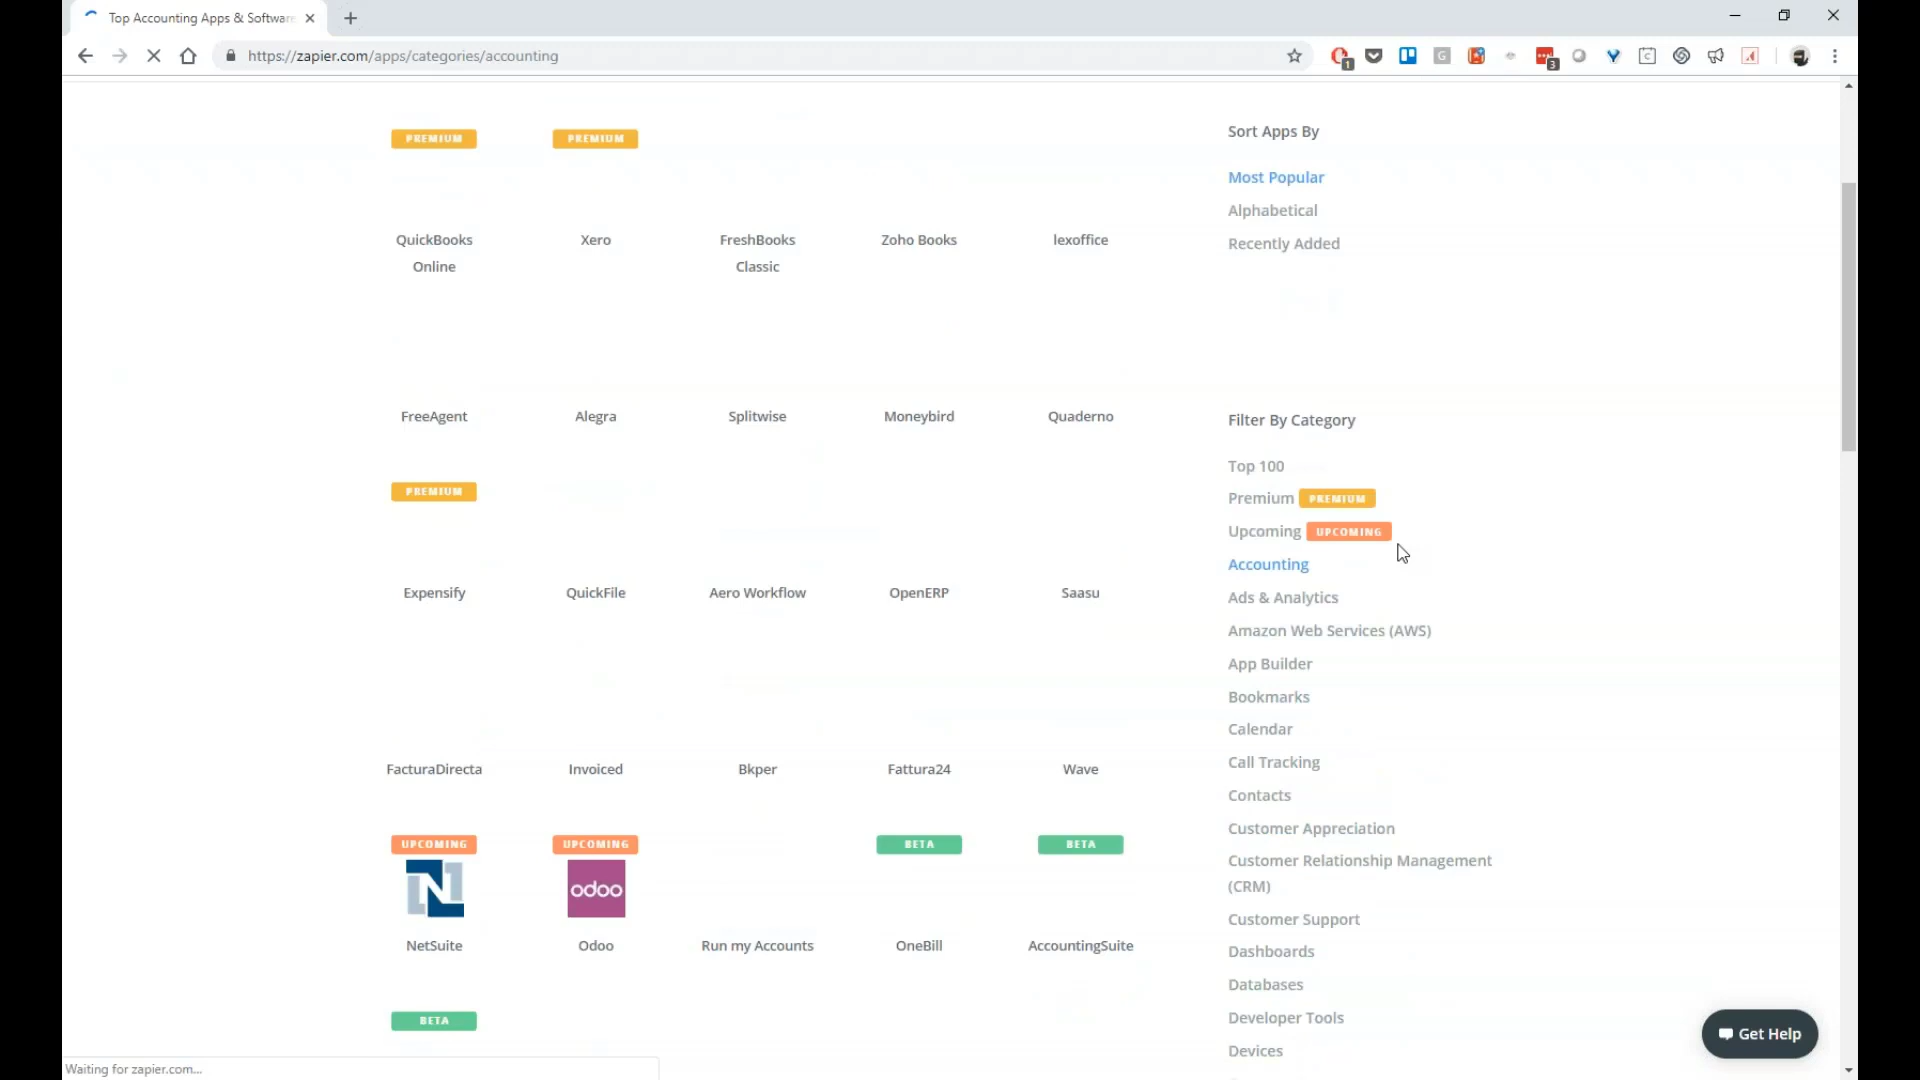 Top Accounting Apps & Software
https://zapier.com/apps/categories/accounting
1
G
3
C
PREMIUM PREMIUM
QuickBooks Online
Xero
FreshBooks Classic
Zoho Books
lexoffice
FreeAgent
Alegra
Splitwise
Moneybird
Quaderno
PREMIUM
Expensify
QuickFile
Aero Workflow
OpenERP
Saasu
FacturaDirecta
Invoiced
Bkper
Fattura24
Wave
UPCOMING UPCOMING BETA BETA
N
odoo
NetSuite
Odoo
Run my Accounts
OneBill
AccountingSuite
BETA
Sort Apps By
Most Popular
Alphabetical
Recently Added
Filter By Category
Top 100
Premium PREMIUM
Upcoming UPCOMING
Accounting
Ads & Analytics
Amazon Web Services (AWS)
App Builder
Bookmarks
Calendar
Call Tracking
Contacts
Customer Appreciation
Customer Relationship Management
(CRM)
Customer Support
Dashboards
Databases
Developer Tools
Devices
Get Help
Waiting for zapier.com...